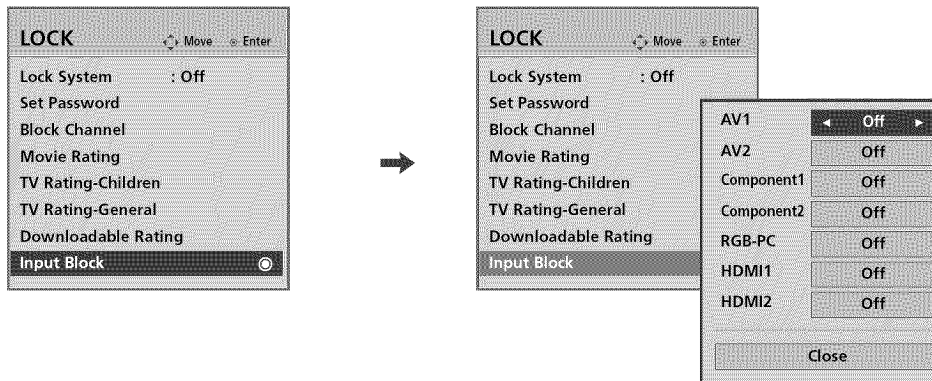 LOCK
Move Enter
Lock System : Off
Set Password
Block Channel
Movie Rating
TV Rating-Children
TV Rating-General
Downloadable Rating
Input Block
LOCK
Move Enter
Lock System : Off
Set Password
Block Channel
Movie Rating
TV Rating-Children
TV Rating-General
Downloadable Rating
Input Block
AV1 Off
AV2 Off
Component1 Off
Component2 Off
RGB-PC Off
HDMI1 Off
HDMI2 Off
Close